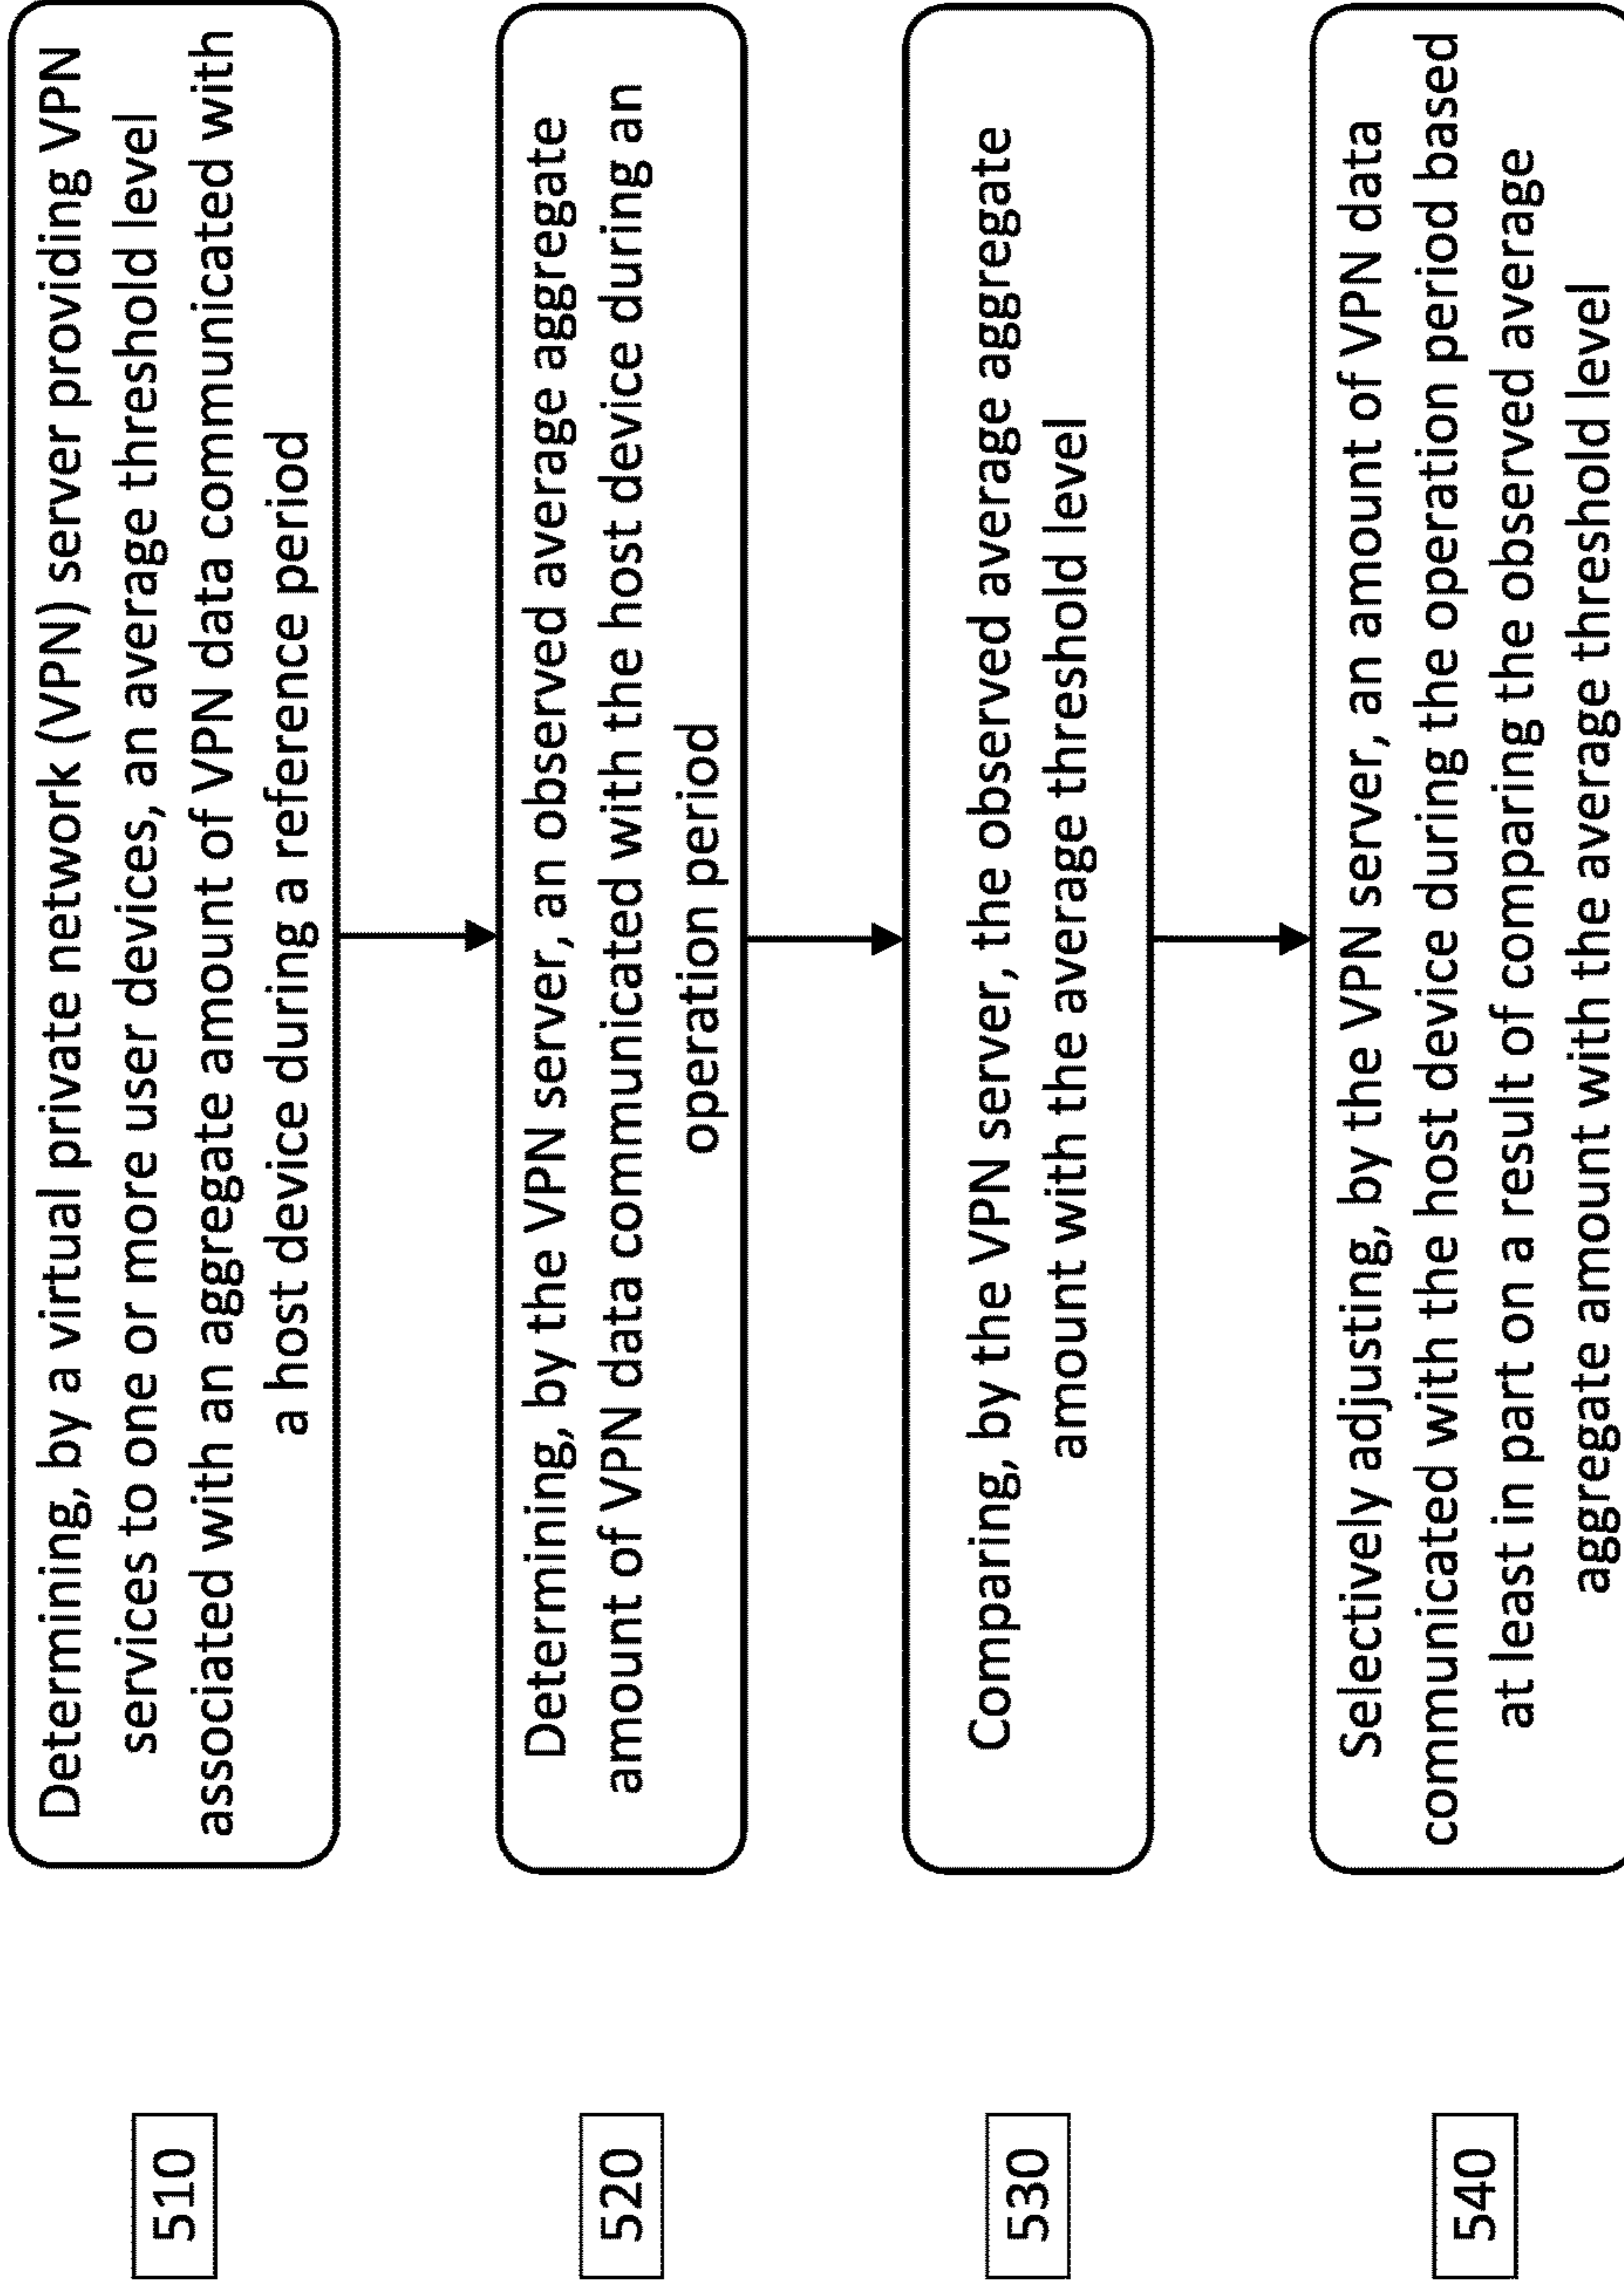 510
Determining, by a virtual private network (VPN) server providing VPN
services to one or more user devices, an average threshold level
associated with an aggregate amount of VPN data communicated with
a host device during a reference period
520
Determining, by the VPN server, an observed average aggregate
amount of VPN data communicated with the host device during an
operation period
530
Comparing, by the VPN server, the observed average aggregate
amount with the average threshold level
540
Selectively adjusting, by the VPN server, an amount of VPN data
communicated with the host device during the operation period based
at least in part on a result of comparing the observed average
aggregate amount with the average threshold level